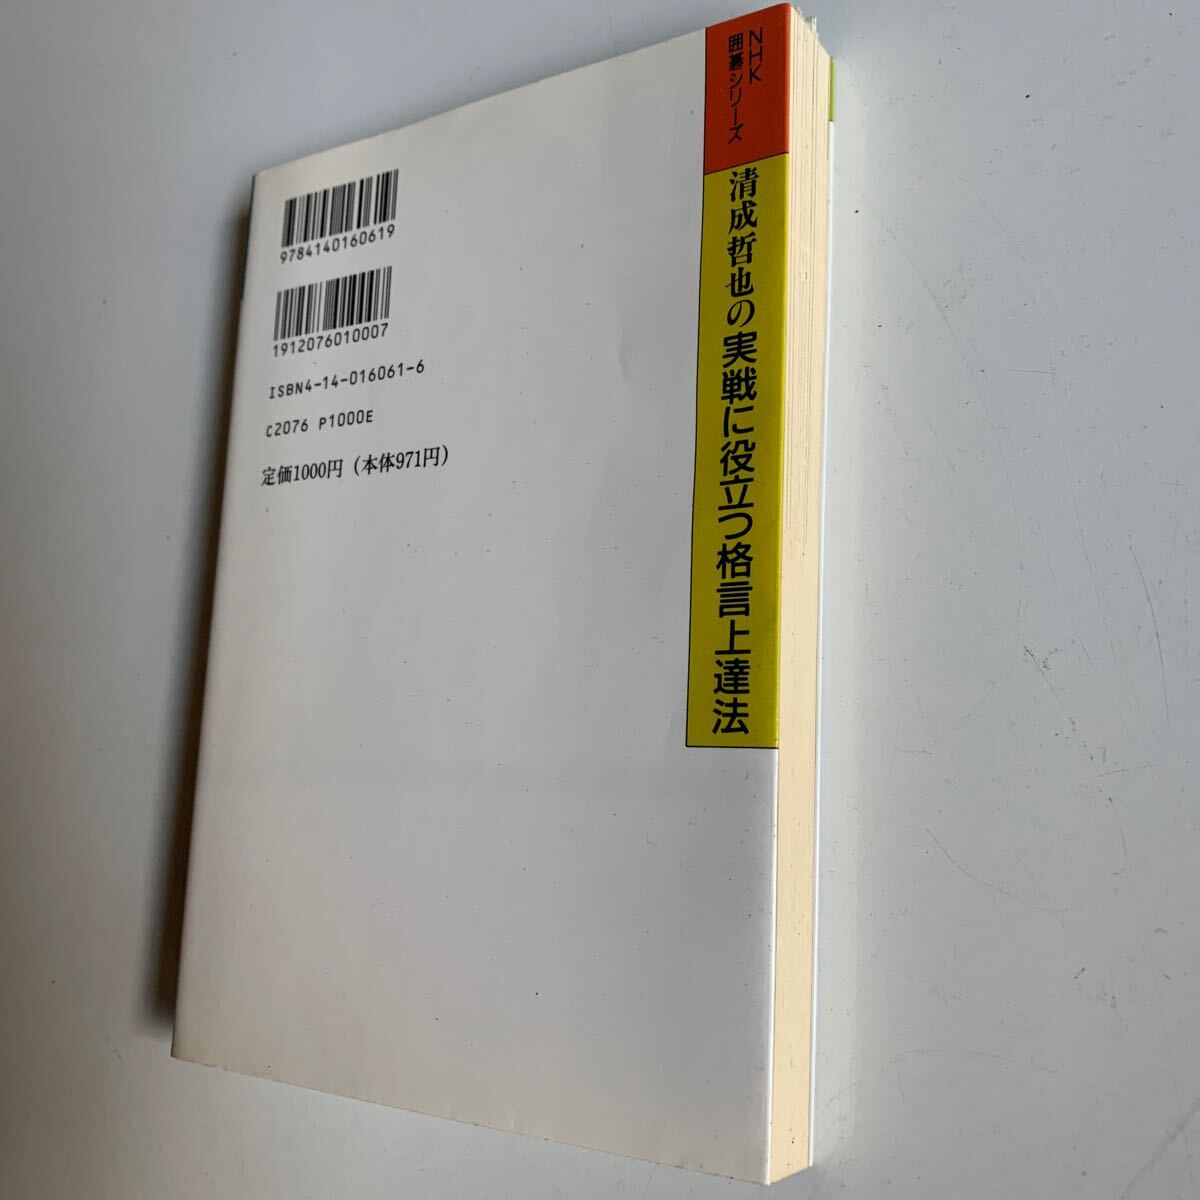 NHK
囲碁シリーズ
清成哲也の実戦に役立つ格言上達法
9784140160619
1912076010007
ISBN4-14-016061-6
C2076 P1000E
定価1000円（本体971円）